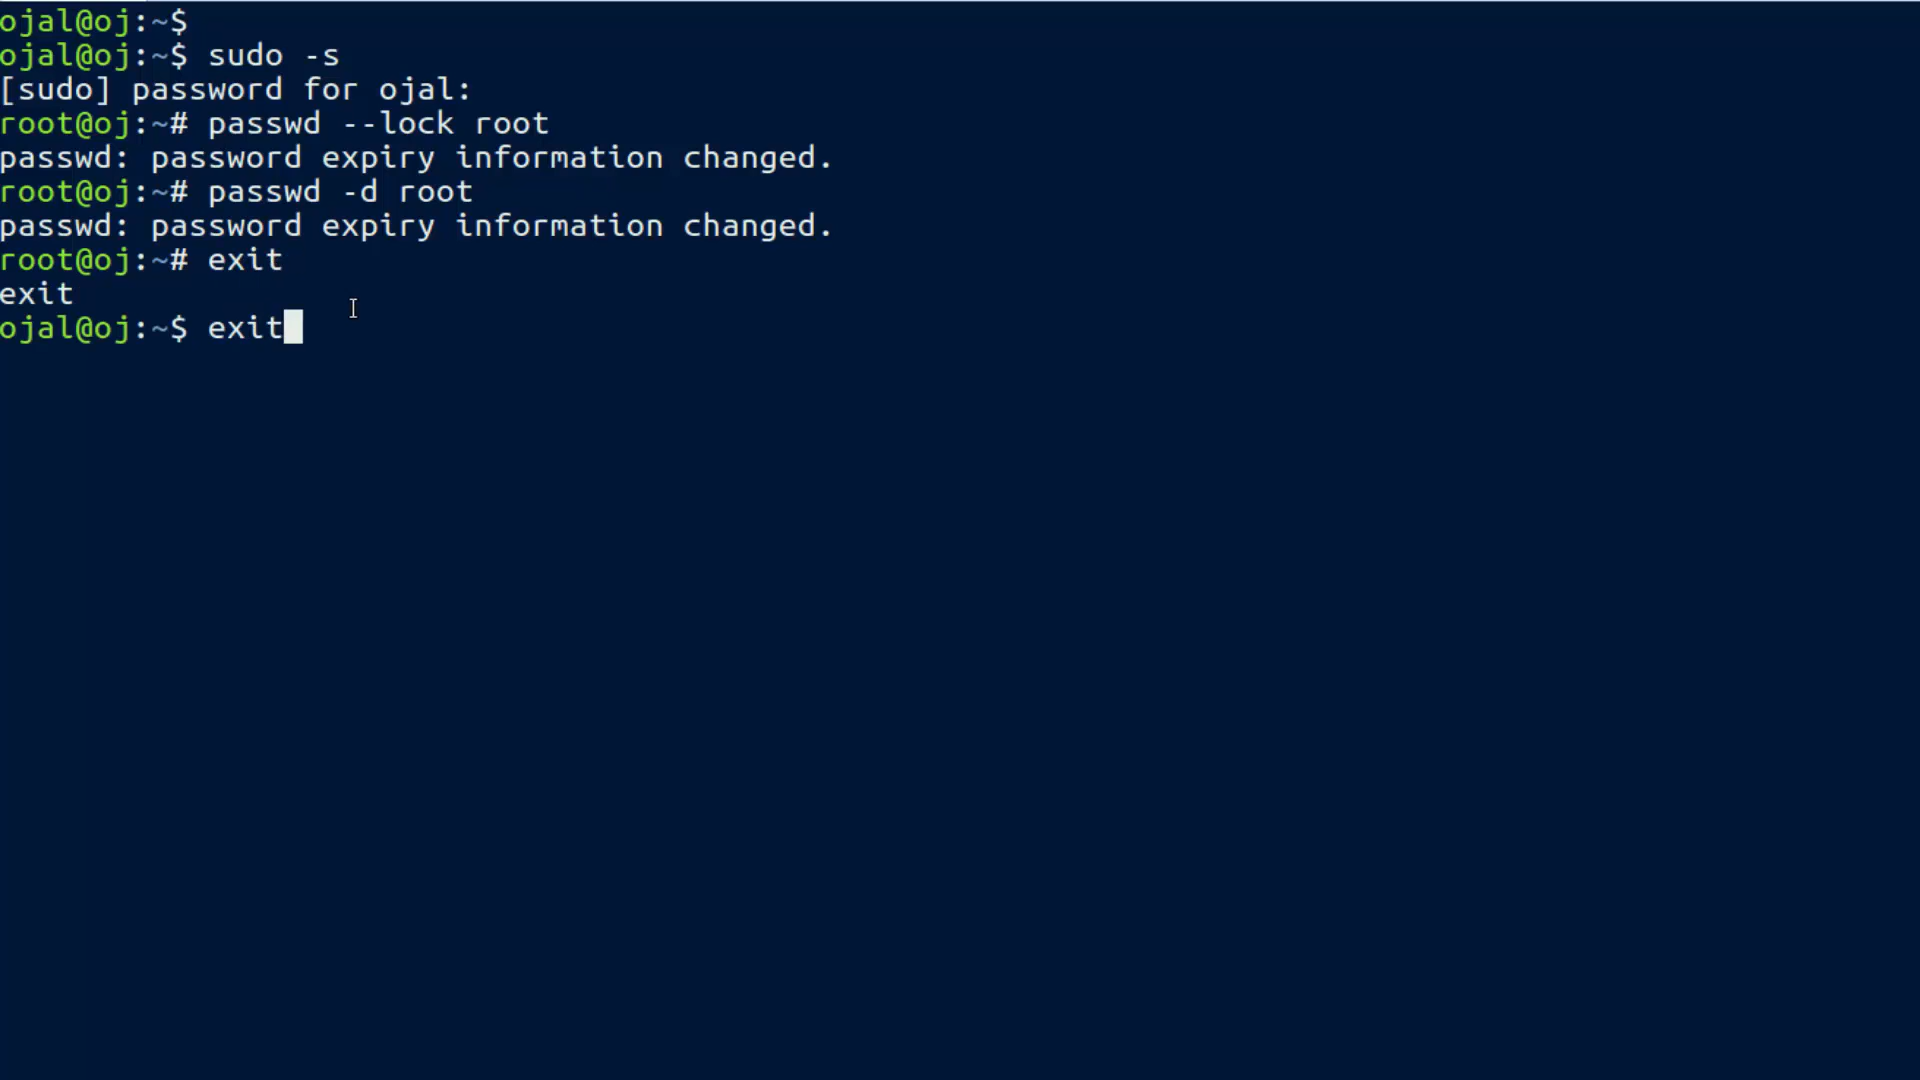 ojal@oj:~$
ojal@oj:~$ sudo -s
[sudo] password for ojal:
root@oj:~# passwd --lock root
passwd: password expiry information changed.
root@oj:~# passwd -d root
passwd: password expiry information changed.
root@oj:~# exit
exit
ojal@oj:~$ exit